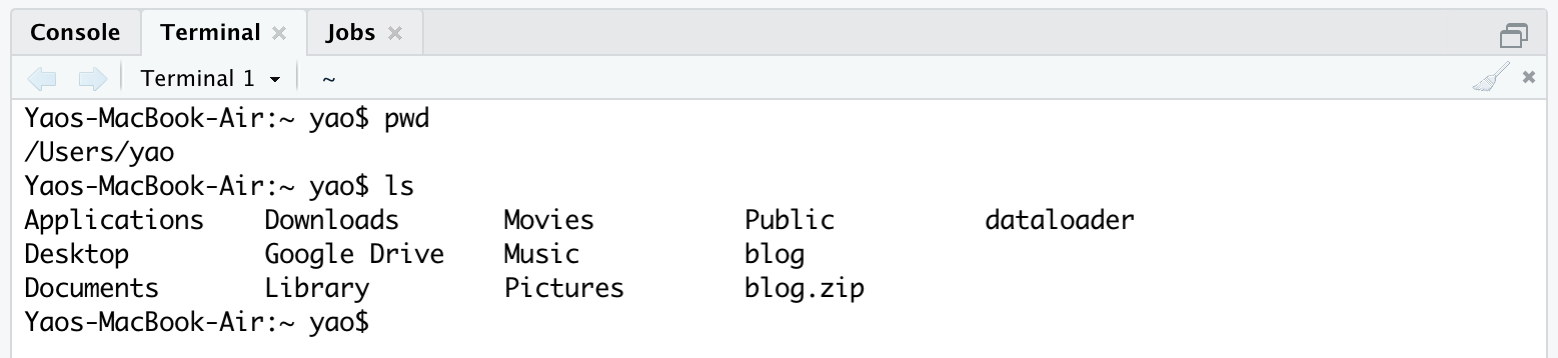 Console Terminal Jobs
Terminal 1 ~
Yaos-MacBook-Air:~ yao$ pwd
/Users/yao
Yaos-MacBook-Air:~ yao$ ls
Applications Downloads Movies Public dataloader
Desktop Google Drive Music blog
Documents Library Pictures blog.zip
Yaos-MacBook-Air:~ yao$